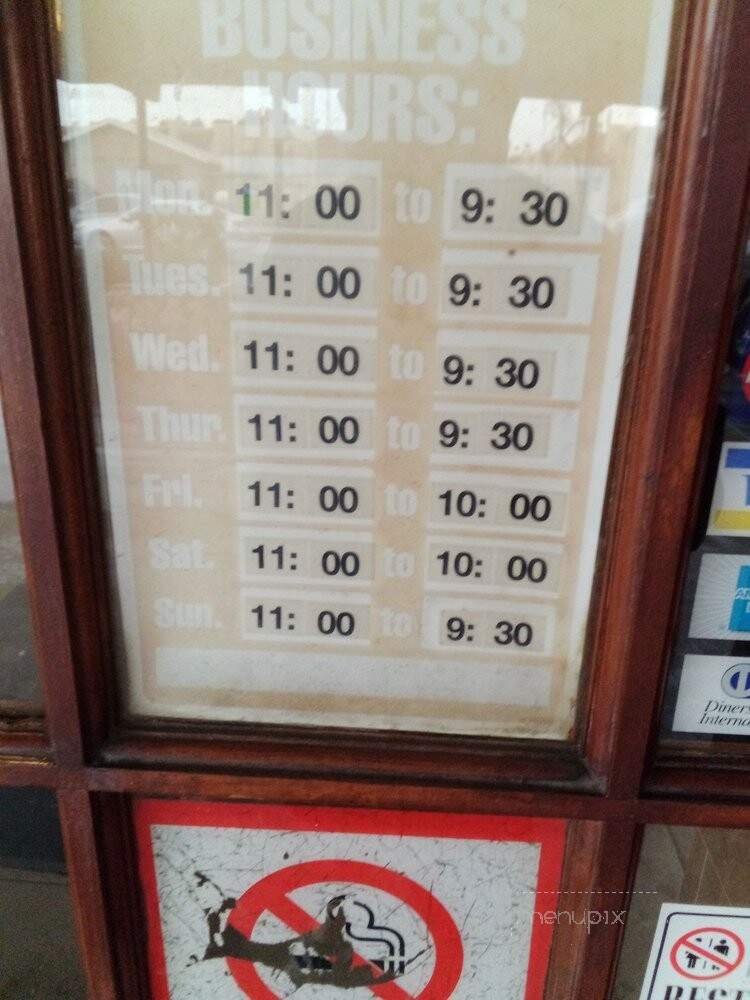 BUSINESS
HOURS:
Mon. 11: 00 to 9: 30
Tues. 11: 00 to 9: 30
Wed. 11: 00 to 9: 30
Thur. 11: 00 to 9: 30
Fri. 11: 00 to 10: 00
Sat. 11: 00 to 10: 00
Sun. 11: 00 to 9: 30
Diners
Interna
menupix